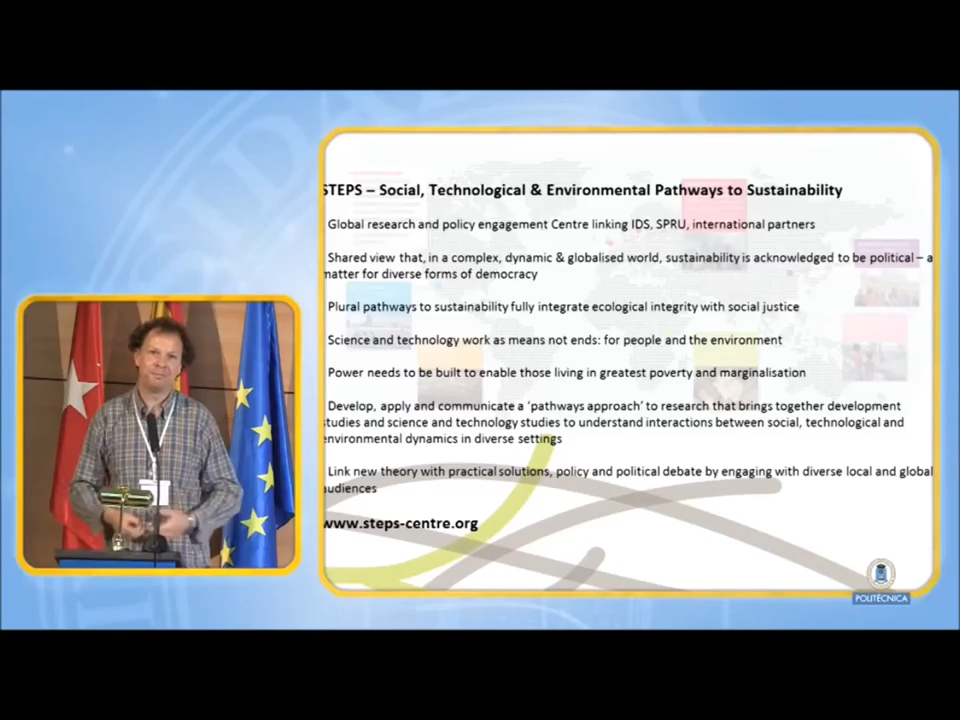 STEPS – Social, Technological & Environmental Pathways to Sustainability
Global research and policy engagement Centre linking IDS, SPRU, international partners
Shared view that, in a complex, dynamic & globalised world, sustainability is acknowledged to be political – a
matter for diverse forms of democracy
Plural pathways to sustainability fully integrate ecological integrity with social justice
Science and technology work as means not ends: for people and the environment
Power needs to be built to enable those living in greatest poverty and marginalisation
Develop, apply and communicate a ‘pathways approach’ to research that brings together development
studies and science and technology studies to understand interactions between social, technological and
environmental dynamics in diverse settings
Link new theory with practical solutions, policy and political debate by engaging with diverse local and global
audiences
www.steps-centre.org
POLITÉCNICA